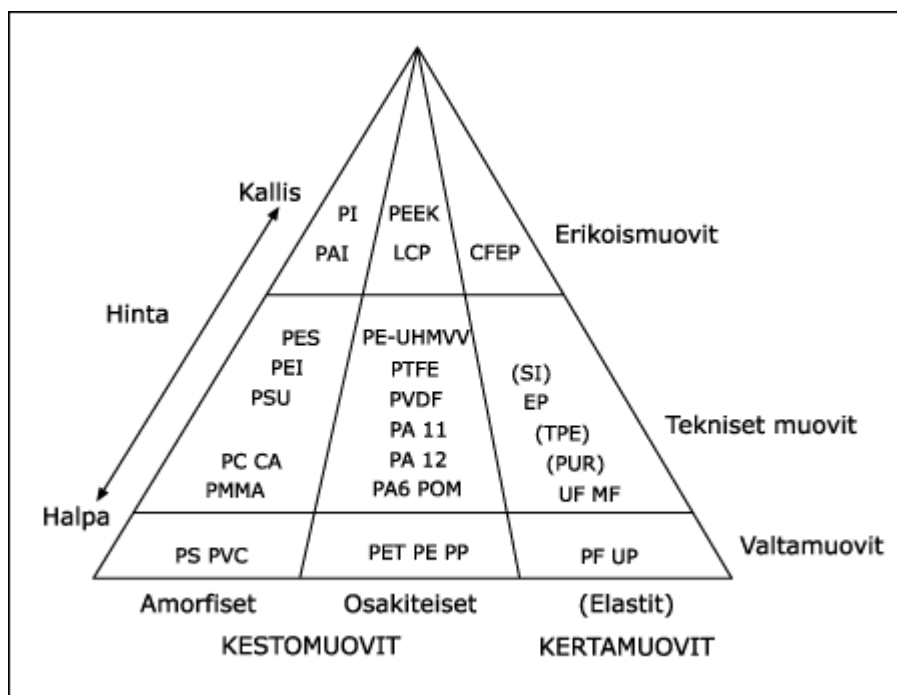 Kallis
Hinta
Halpa
PI
PAI
PEEK
LCP
CFEP
Erikoismuovit
PES
PEI
PSU
PC CA
PMMA
PE-UHMVV
PTFE
PVDF
PA 11
PA 12
PA6 POM
(SI)
EP
(TPE)
(PUR)
UF MF
Tekniset muovit
PS PVC
PET PE PP
PF UP
Valtamuovit
Amorfiset
Osakiteiset
(Elastit)
KESTOMUOVIT
KERTAMUOVIT